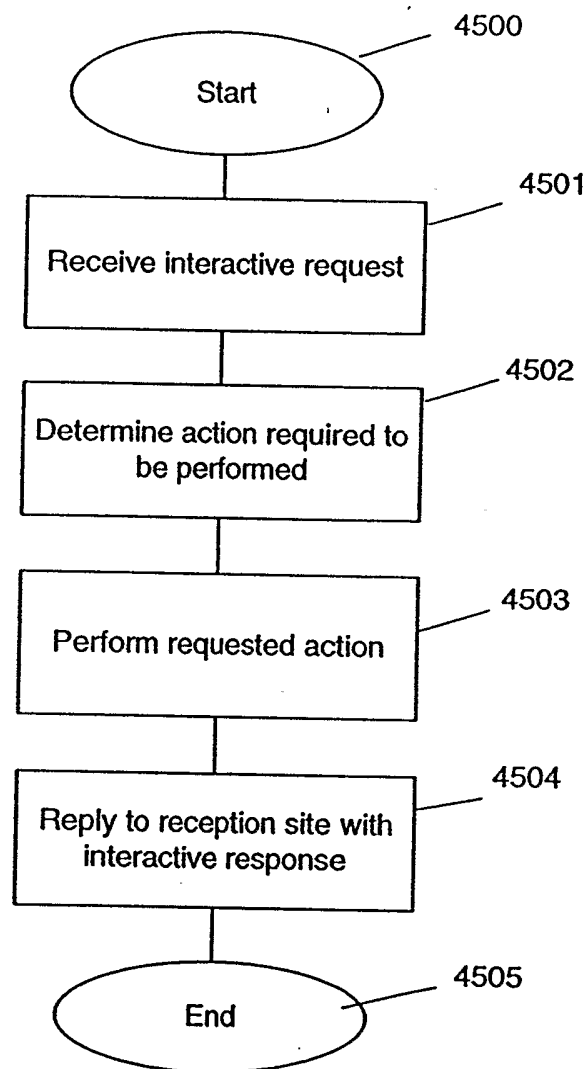 4500
Start
4501
Receive interactive request
4502
Determine action required to
be performed
4503
Perform requested action
4504
Reply to reception site with
interactive response
4505
End